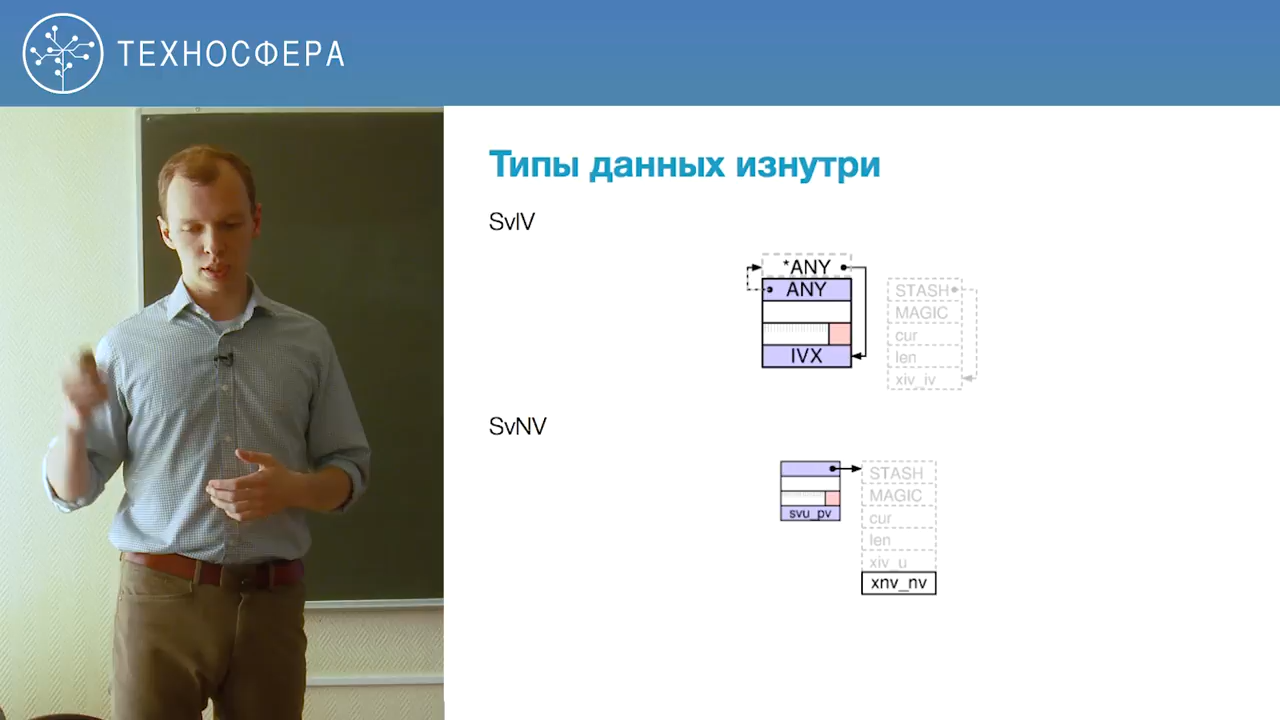 ТЕХНОСФЕРА
Типы данных изнутри
SvIV
*ANY
ANY
IVX
STASH
MAGIC
cur
len
xiv_iv
SvNV
svu_pv
STASH
MAGIC
cur
len
xiv_u
xnv_nv